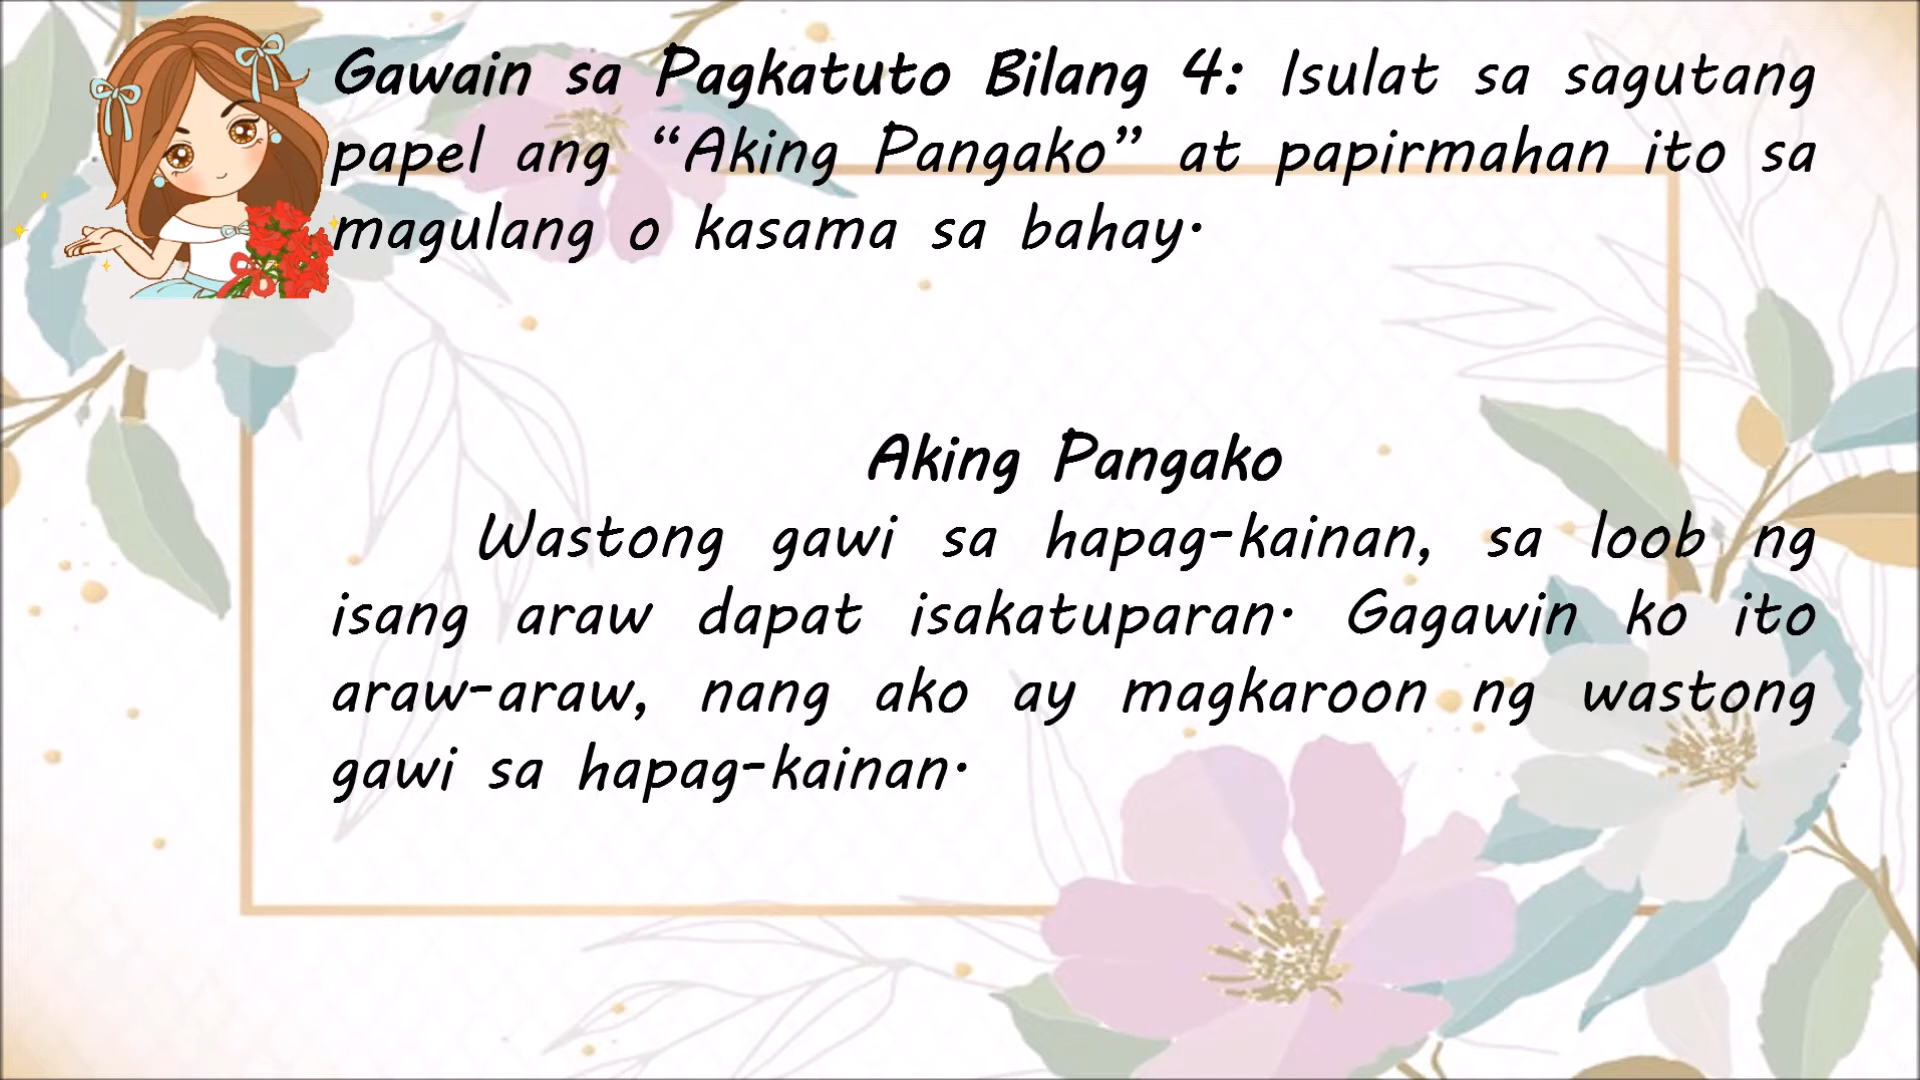 Gawain sa Pagkatuto Bilang 4: Isulat sa sagutang
papel ang “Aking Pangako” at papirmahan ito sa
magulang o kasama sa bahay.
Aking Pangako
Wastong gawi sa hapag-kainan, sa loob ng
isang araw dapat isakatuparan. Gagawin ko ito
araw-araw, nang ako ay magkaroon ng wastong
gawi sa hapag-kainan.